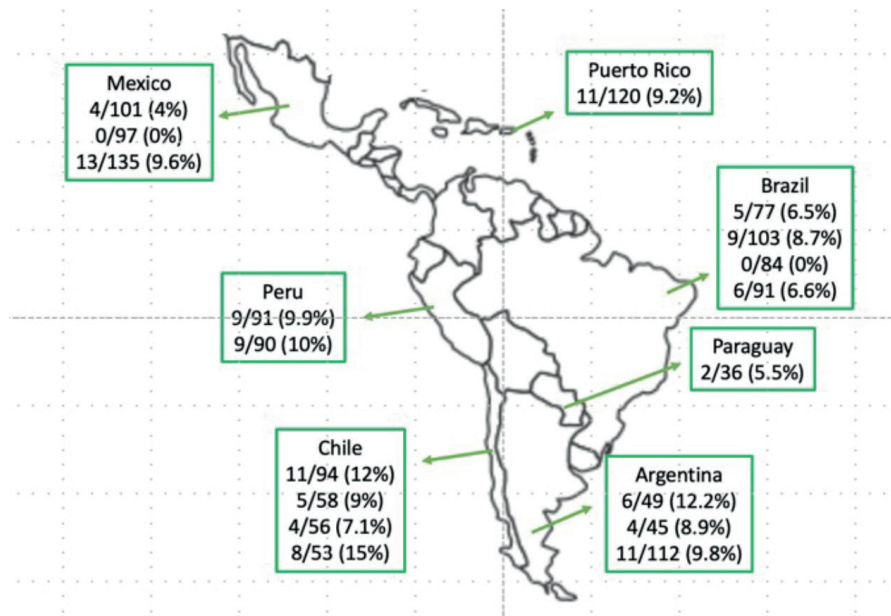 Mexico
4/101 (4%)
0/97 (0%)
13/135 (9.6%)
Puerto Rico
11/120 (9.2%)
Brazil
5/77 (6.5%)
9/103 (8.7%)
0/84 (0%)
6/91 (6.6%)
Peru
9/91 (9.9%)
9/90 (10%)
Paraguay
2/36 (5.5%)
Chile
11/94 (12%)
5/58 (9%)
4/56 (7.1%)
8/53 (15%)
Argentina
6/49 (12.2%)
4/45 (8.9%)
11/112 (9.8%)